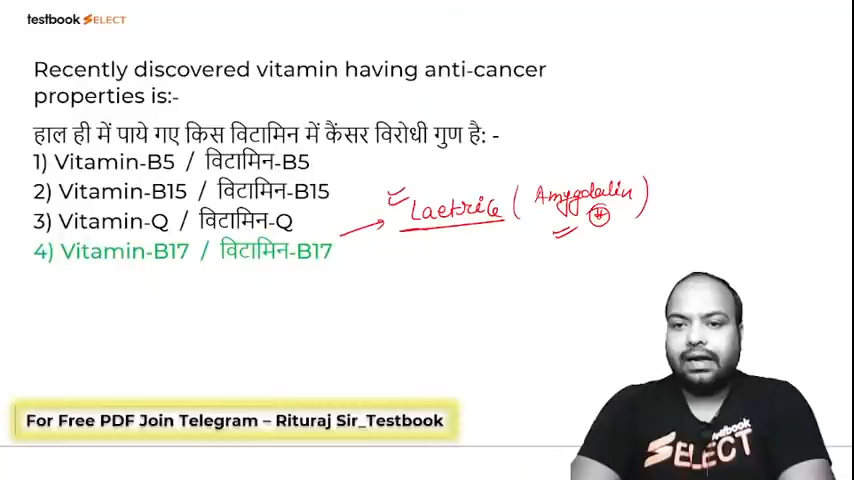 testbook SELECT
Recently discovered vitamin having anti-cancer
properties is:-
हाल ही में पाये गए किस विटामिन में कैंसर विरोधी गुण है: -
1) Vitamin-B5 / विटामिन-B5
2) Vitamin-B15 / विटामिन-B15
3) Vitamin-Q / विटामिन-Q
4) Vitamin-B17 / विटामिन-B17
Laetrile (Amygdalin)
For Free PDF Join Telegram – Rituraj Sir_Testbook
testbook
SELECT